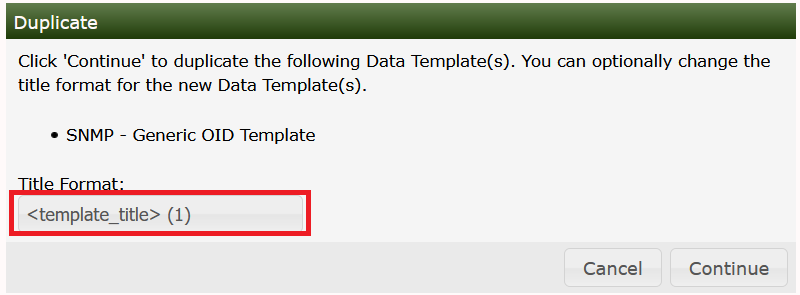 Duplicate
Click 'Continue' to duplicate the following Data Template(s). You can optionally change the
title format for the new Data Template(s).
• SNMP - Generic OID Template
Title Format:
<template_title> (1)
Cancel Continue